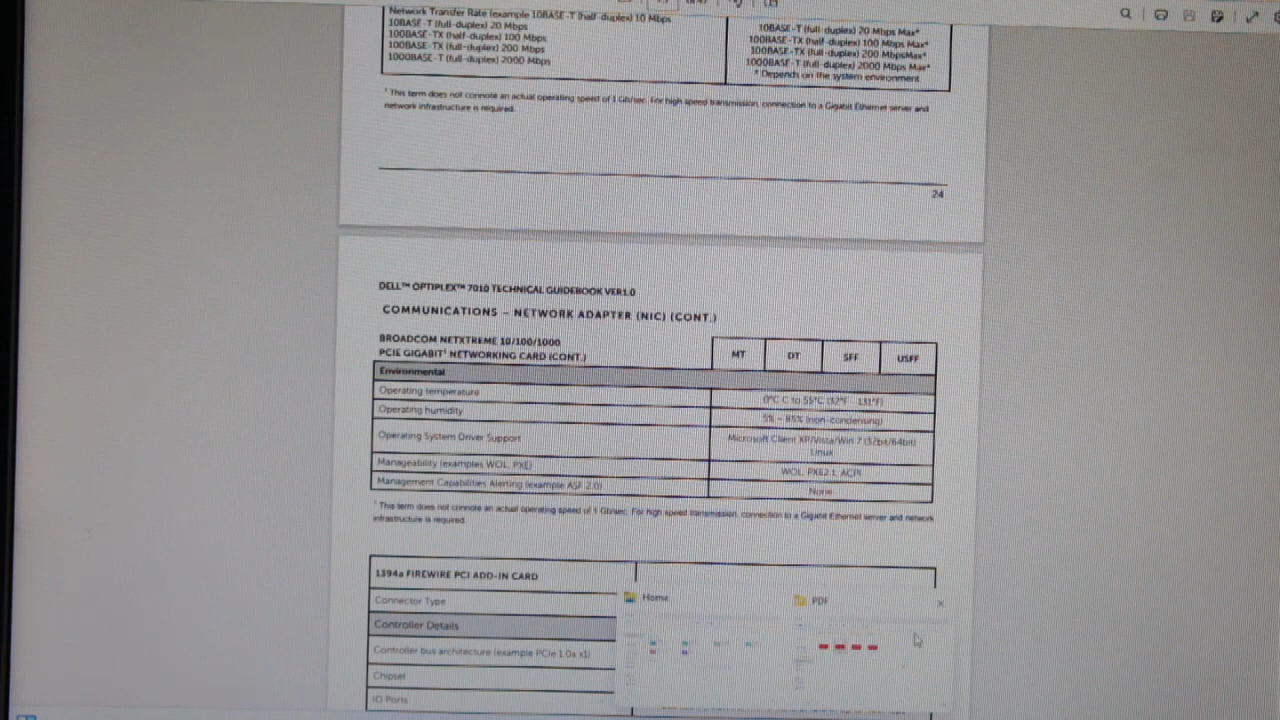 Network Transfer Rate (example 10BASE-T (half-duplex) 10 Mbps
10BASE-T (full-duplex) 20 Mbps
100BASE-TX (half-duplex) 100 Mbps
100BASE-TX (full-duplex) 200 Mbps
1000BASE-T (full-duplex) 2000 Mbps
10BASE-T (full-duplex) 20 Mbps Max*
100BASE-TX (half-duplex) 100 Mbps Max*
100BASE-TX (full-duplex) 200 MbpsMax*
1000BASE-T (full-duplex) 2000 Mbps Max*
* Depends on the system environment
¹ This term does not connote an actual operating speed of 1 Gb/sec. For high speed transmission, connection to a Gigabit Ethernet server and
network infrastructure is required.
24
DELL™ OPTIPLEX™ 7010 TECHNICAL GUIDEBOOK VER1.0
COMMUNICATIONS – NETWORK ADAPTER (NIC) (CONT.)
BROADCOM NETXTREME 10/100/1000
PCIE GIGABIT¹ NETWORKING CARD (CONT.)
MT DT SFF USFF
Environmental
Operating temperature 0°C C to 55°C (32°F - 131°F)
Operating humidity 5% – 85% (non-condensing)
Operating System Driver Support Microsoft Client XP/Vista/Win 7 (32bit/64bit)
Linux
Manageability (examples WOL, PXE) WOL, PXE2.1, ACPI
Management Capabilities Alerting (example ASF 2.0) None
¹ This term does not connote an actual operating speed of 1 Gb/sec. For high speed transmission, connection to a Gigabit Ethernet server and network
infrastructure is required.
1394a FIREWIRE PCI ADD-IN CARD
Connector Type
Home
PDF
Controller Details
Controller bus architecture (example PCIe 1.0a x1)
Chipset
IO Ports